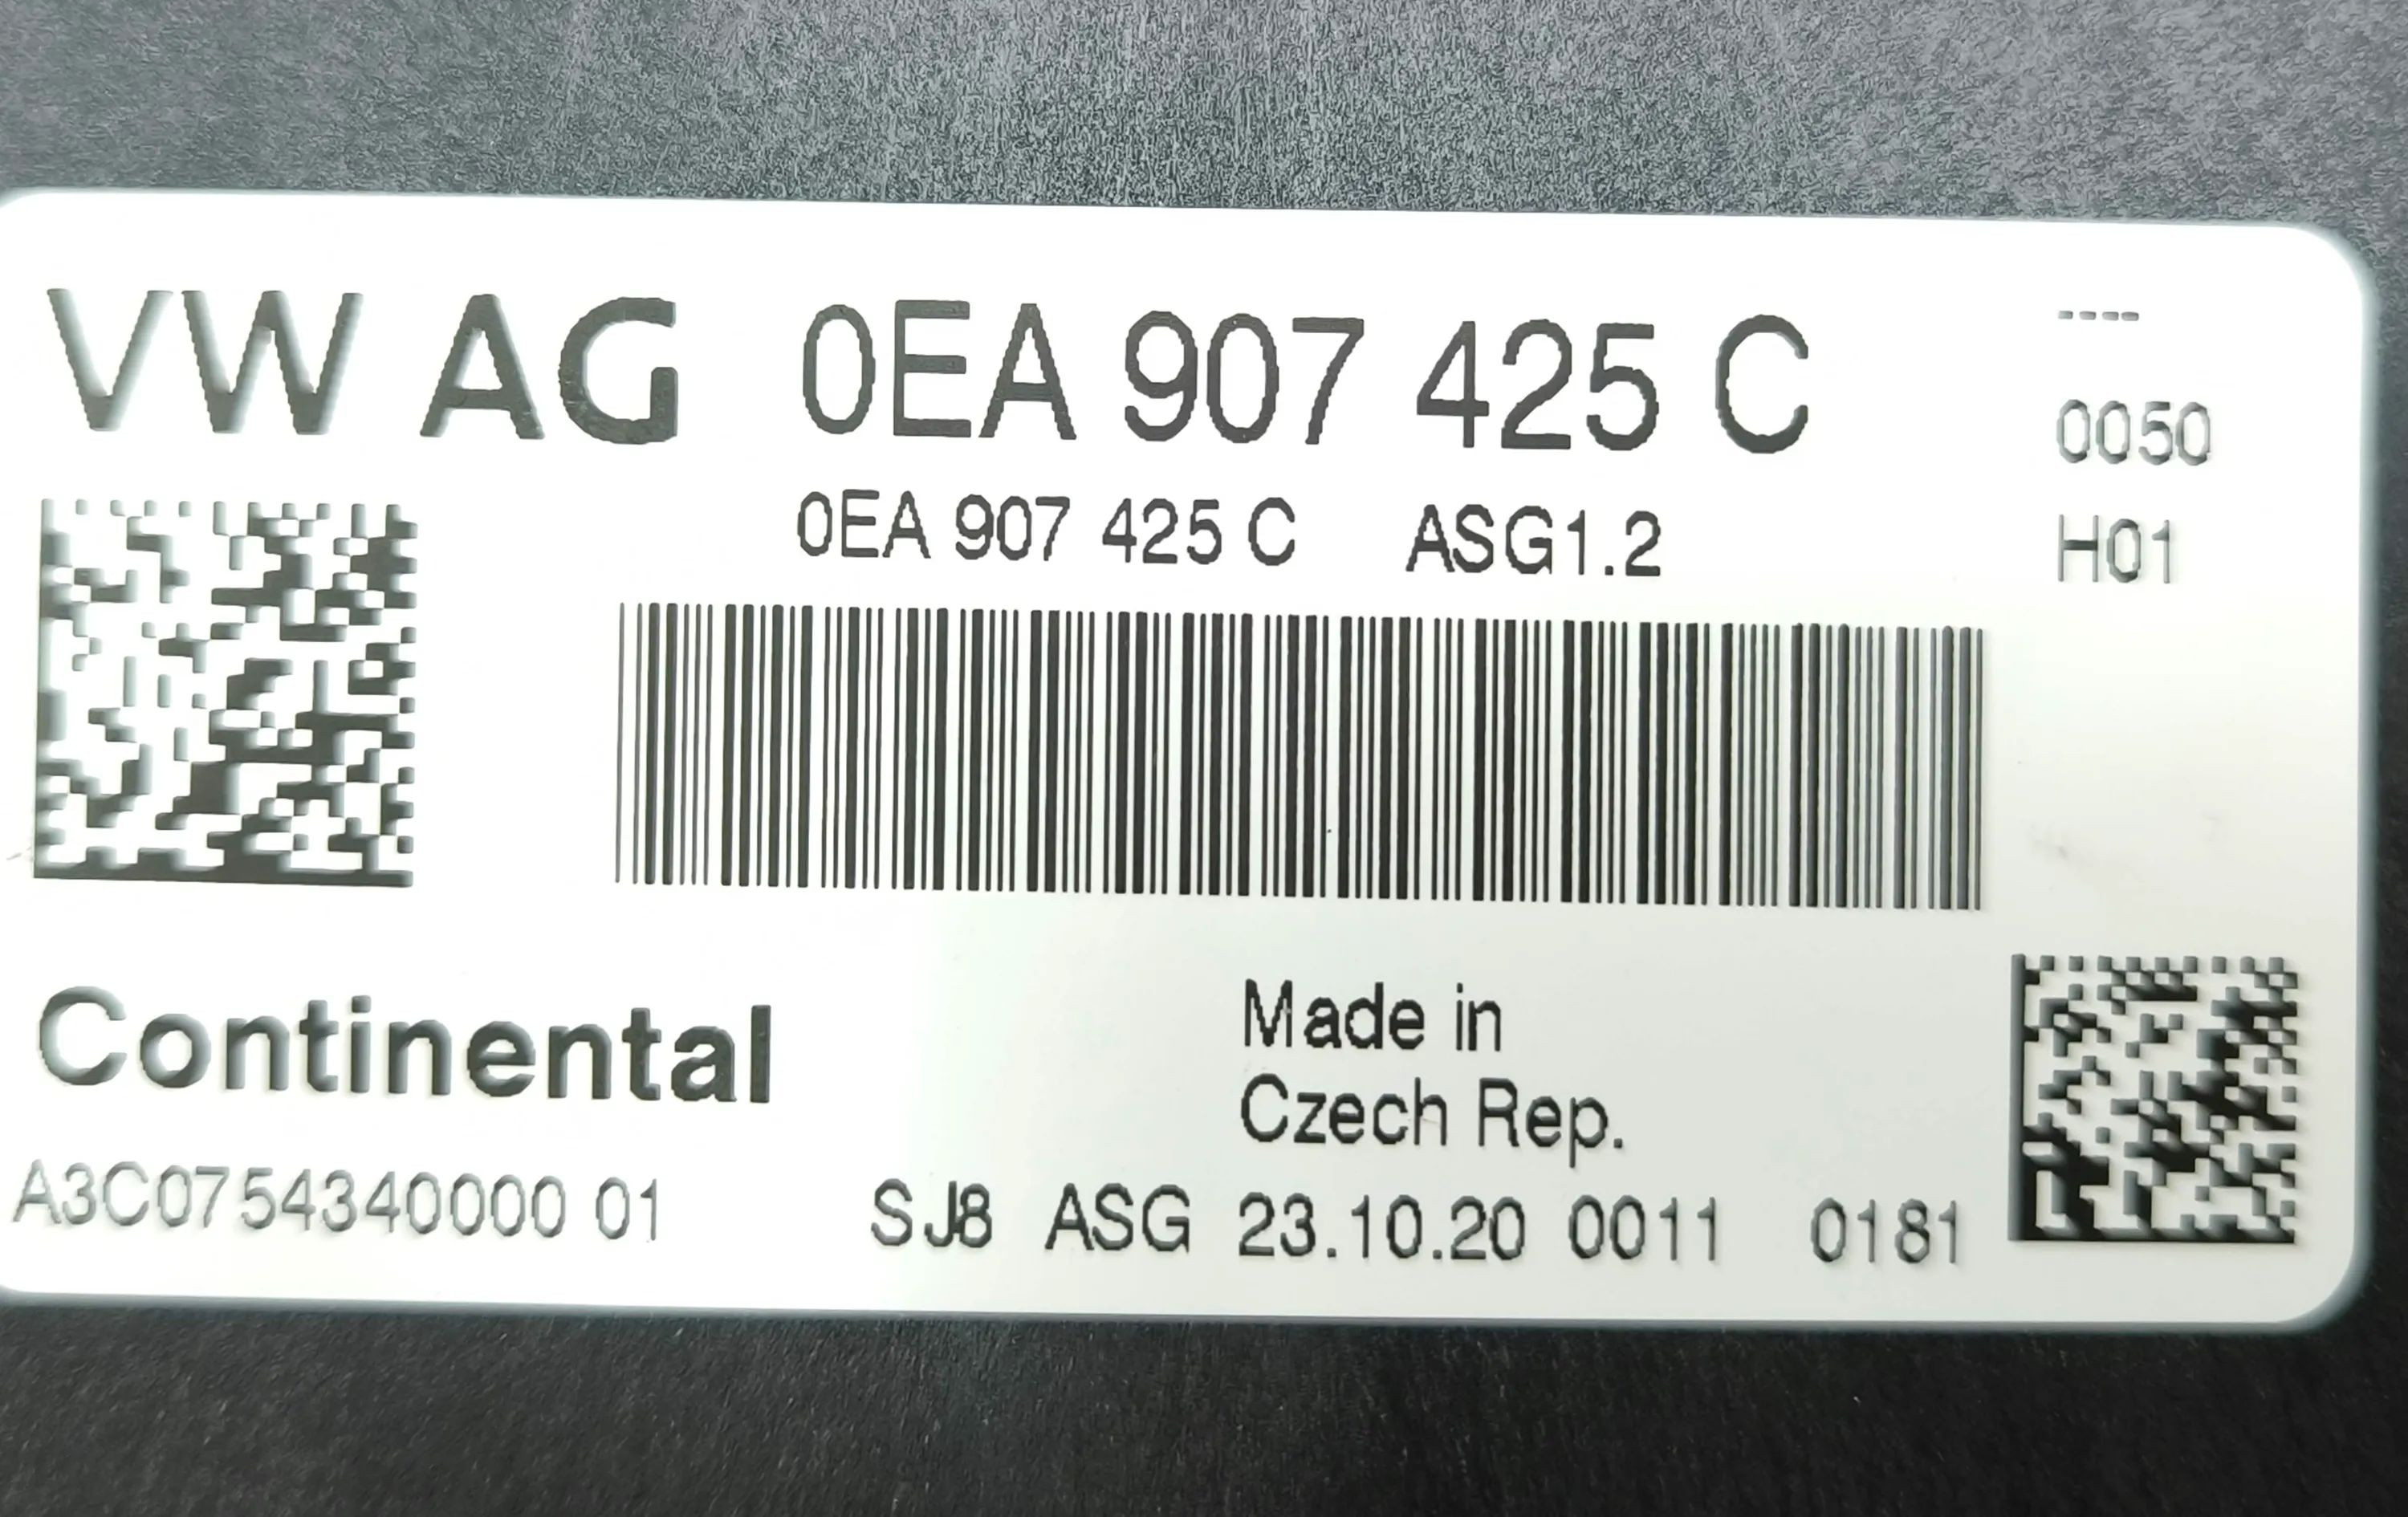 VW AG 0EA 907 425 C ----
0050
0EA 907 425 C ASG1.2 H01
Continental
Made in
Czech Rep.
A3C0754340000 01 SJ8 ASG 23.10.20 0011 0181